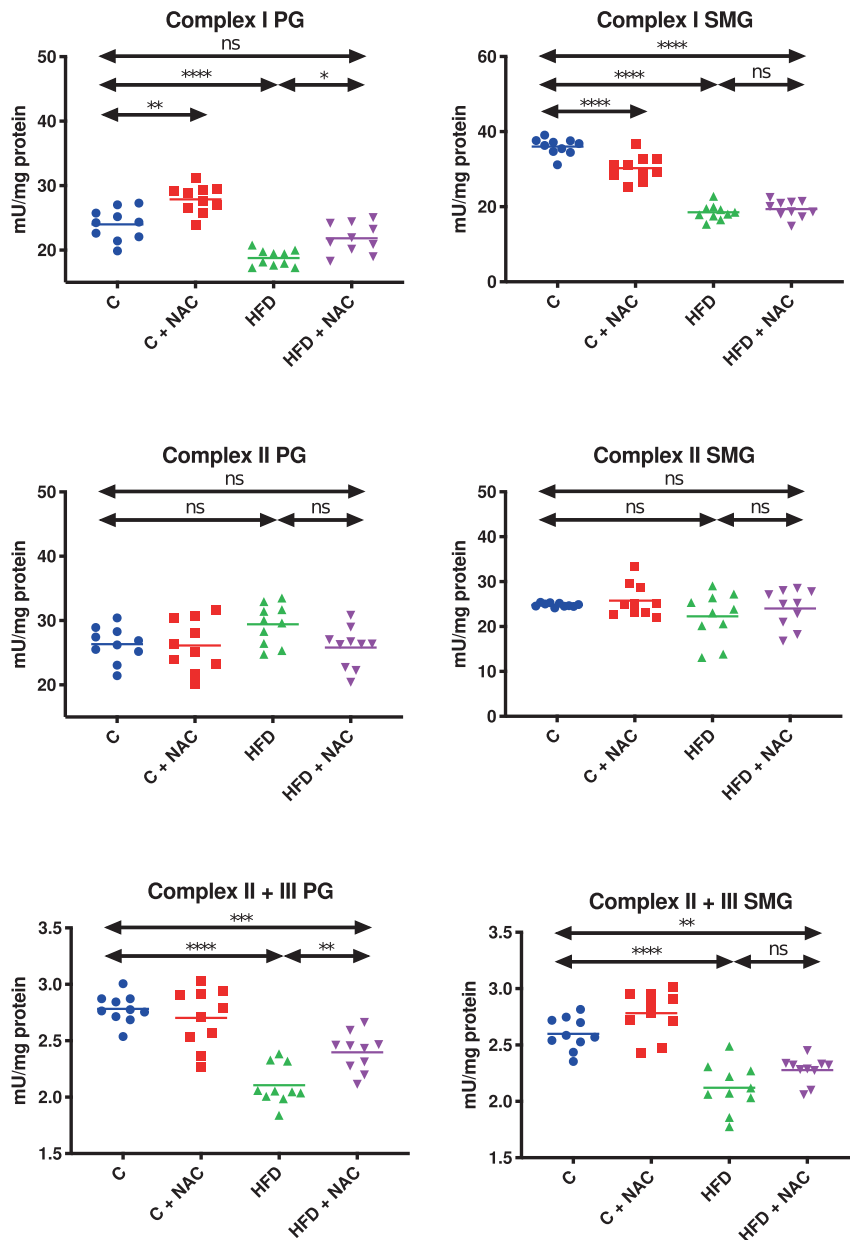 Complex I PG
ns
****
*
**
mU/mg protein
50
40
30
20
C
C + NAC
HFD
HFD + NAC
Complex I SMG
****
****
ns
****
mU/mg protein
60
40
20
0
C
C + NAC
HFD
HFD + NAC
Complex II PG
ns
ns
ns
mU/mg protein
50
40
30
20
C
C + NAC
HFD
HFD + NAC
Complex II SMG
ns
ns
ns
mU/mg protein
50
40
30
20
10
0
C
C + NAC
HFD
HFD + NAC
Complex II + III PG
***
****
**
mU/mg protein
3.5
3.0
2.5
2.0
1.5
C
C + NAC
HFD
HFD + NAC
Complex II + III SMG
**
****
ns
mU/mg protein
3.5
3.0
2.5
2.0
1.5
C
C + NAC
HFD
HFD + NAC